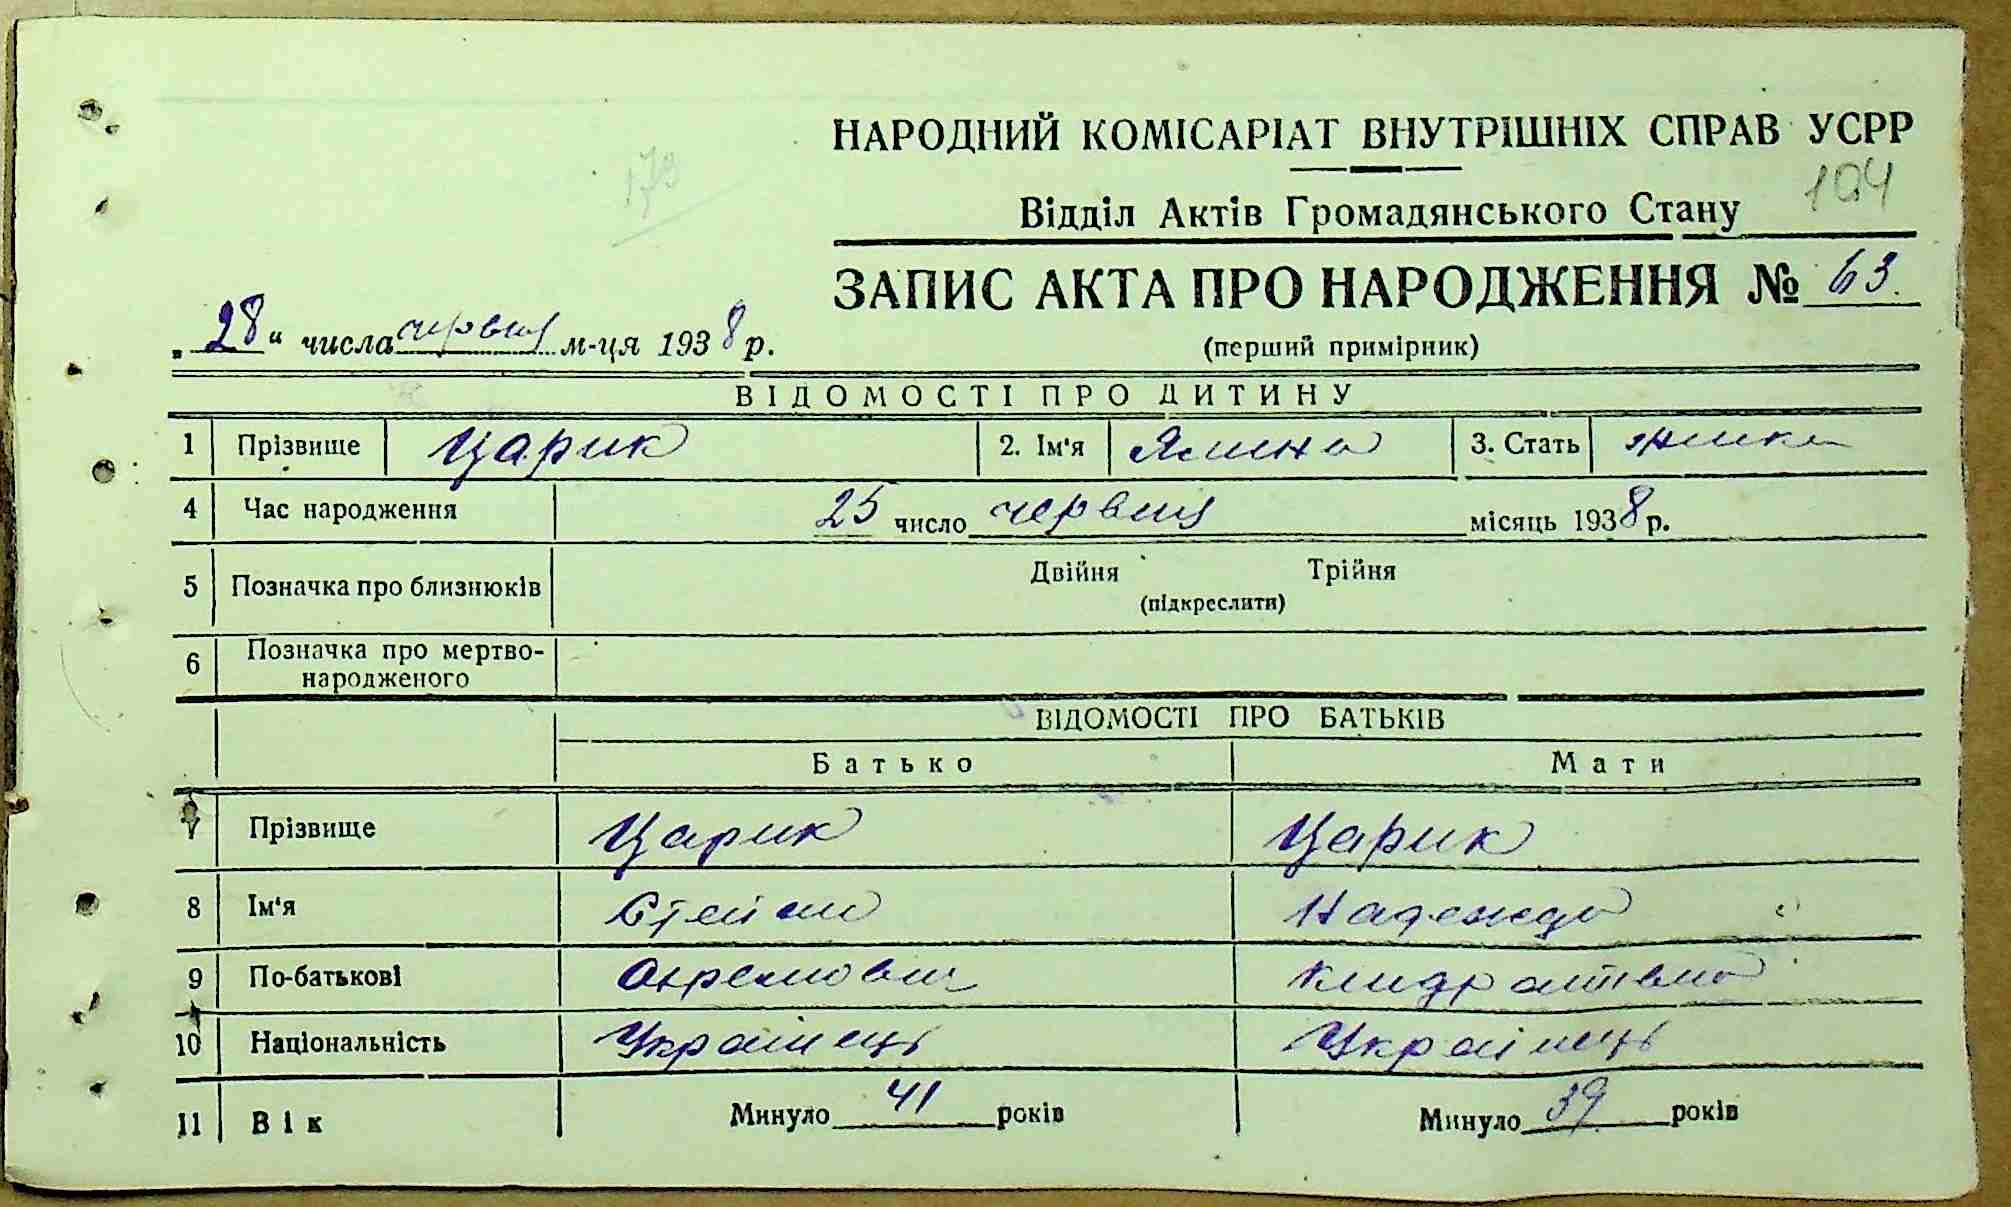 179
НАРОДНИЙ КОМІСАРІАТ ВНУТРІШНІХ СПРАВ УСРР
194
Відділ Актів Громадянського Стану
ЗАПИС АКТА ПРО НАРОДЖЕННЯ № 63.
„28“ числа червня м-ця 1938 р.
(перший примірник)
ВІДОМОСТІ ПРО ДИТИНУ
1 Прізвище Царик 2. Ім'я 3. Стать
4 Час народження 25 число червня місяць 1938 р.
5 Позначка про близнюків Двійня Трійня
(підкреслити)
6 Позначка про мертво-
народженого
ВІДОМОСТІ ПРО БАТЬКІВ
Батько Мати
7 Прізвище Царик Царик
8 Ім'я Надежда
9 По-батькові
10 Національність Украінець Украінець
11 Вік Минуло 41 років Минуло 39 років